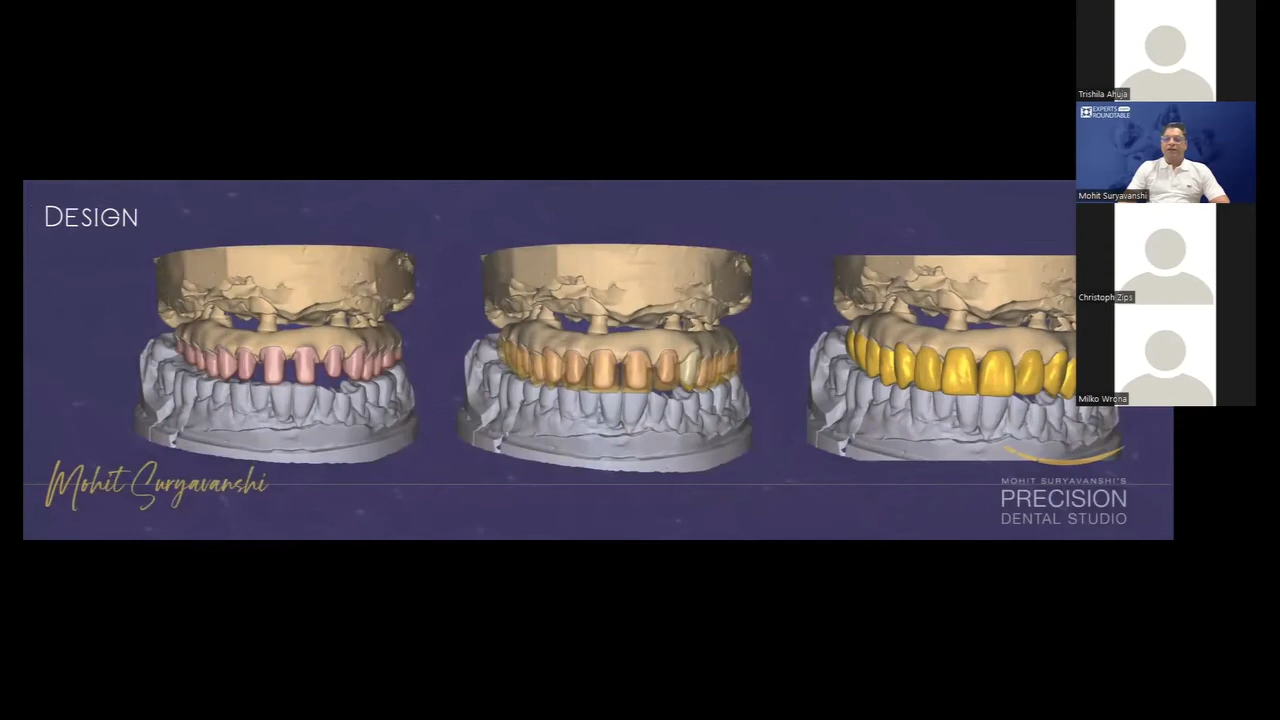 DESIGN
Mohit Suryavanshi
MOHIT SURYAVANSHI'S
PRECISION
DENTAL STUDIO
Trishila Ahuja
EXPERTS
ROUNDTABLE
Mohit Suryavanshi
Christoph Zips
Milko Wrona